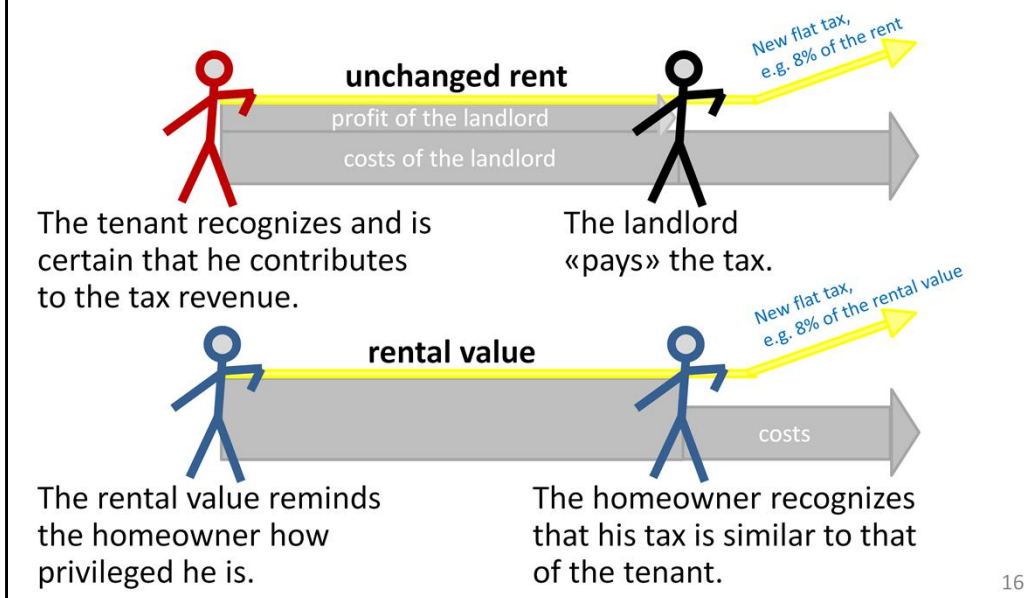 New flat tax,
e.g. 8% of the rent
unchanged rent
profit of the landlord
costs of the landlord
The tenant recognizes and is
certain that he contributes
to the tax revenue.
The landlord
«pays» the tax.
New flat tax,
e.g. 8% of the rental value
rental value
costs
The rental value reminds
the homeowner how
privileged he is.
The homeowner recognizes
that his tax is similar to that
of the tenant.
16